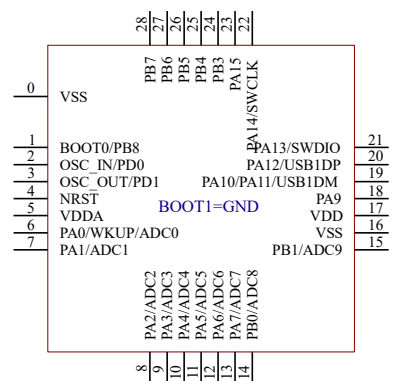 28 27 26 25 24 23 22
PB7 PB6 PB5 PB4 PB3 PA15 PA14/SWCLK
0 VSS
1 BOOT0/PB8 PA13/SWDIO 21
2 OSC_IN/PD0 PA12/USB1DP 20
3 OSC_OUT/PD1 PA10/PA11/USB1DM 19
4 NRST PA9 18
5 VDDA BOOT1=GND VDD 17
6 PA0/WKUP/ADC0 VSS 16
7 PA1/ADC1 PB1/ADC9 15
PA2/ADC2 PA3/ADC3 PA4/ADC4 PA5/ADC5 PA6/ADC6 PA7/ADC7 PB0/ADC8
8 9 10 11 12 13 14